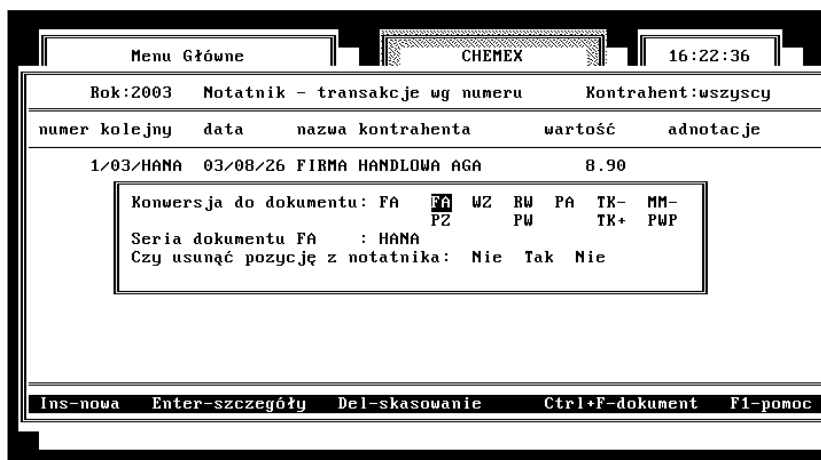 Menu Główne CHEMEX 16:22:36
Rok:2003 Notatnik - transakcje wg numeru Kontrahent:wszyscy
numer kolejny data nazwa kontrahenta wartość adnotacje
1/03/HANA 03/08/26 FIRMA HANDLOWA AGA 8.90
Konwersja do dokumentu: FA FA WZ RW PA TK- MM-
PZ PW TK+ PWP
Seria dokumentu FA : HANA
Czy usunąć pozycję z notatnika: Nie Tak Nie
Ins-nowa Enter-szczegóły Del-skasowanie Ctrl+F-dokument F1-pomoc